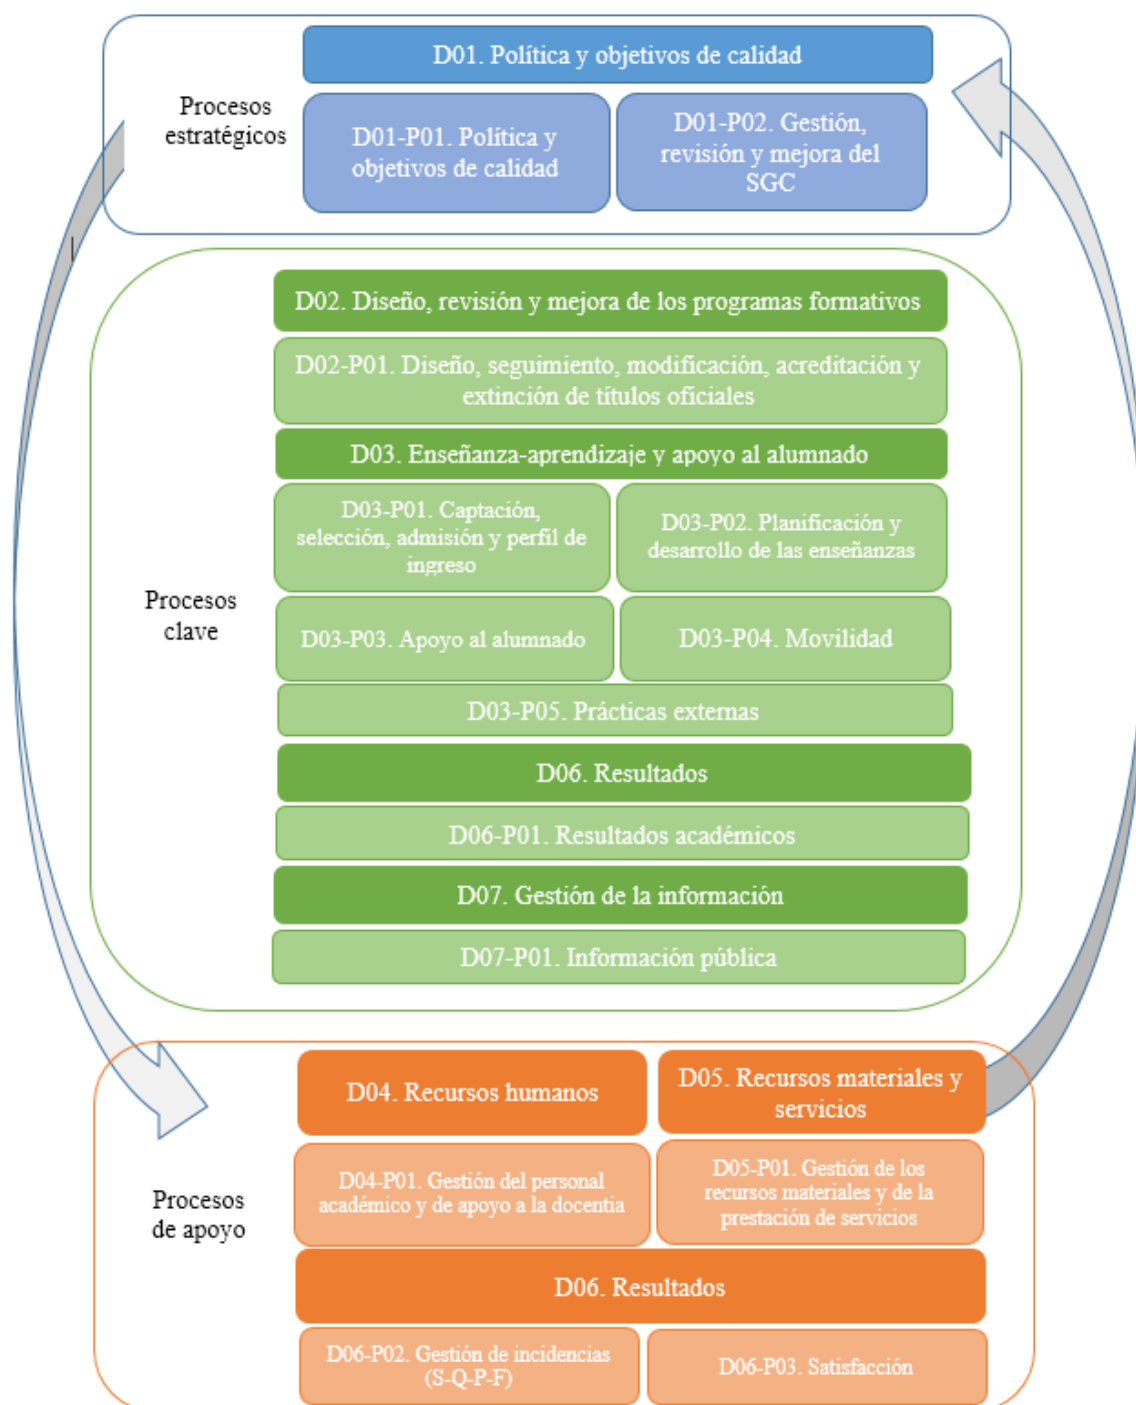 D01. Política y objetivos de calidad
Procesos
estratégicos
D01-P01. Política y
objetivos de calidad
D01-P02. Gestión,
revisión y mejora del
SGC
D02. Diseño, revisión y mejora de los programas formativos
D02-P01. Diseño, seguimiento, modificación, acreditación y
extinción de títulos oficiales
D03. Enseñanza-aprendizaje y apoyo al alumnado
D03-P01. Captación,
selección, admisión y perfil de
ingreso
D03-P02. Planificación y
desarrollo de las enseñanzas
Procesos
clave
D03-P03. Apoyo al alumnado
D03-P04. Movilidad
D03-P05. Prácticas externas
D06. Resultados
D06-P01. Resultados académicos
D07. Gestión de la información
D07-P01. Información pública
D04. Recursos humanos
D05. Recursos materiales y
servicios
Procesos
de apoyo
D04-P01. Gestión del personal
académico y de apoyo a la docentia
D05-P01. Gestión de los
recursos materiales y de la
prestación de servicios
D06. Resultados
D06-P02. Gestión de incidencias
(S-Q-P-F)
D06-P03. Satisfacción